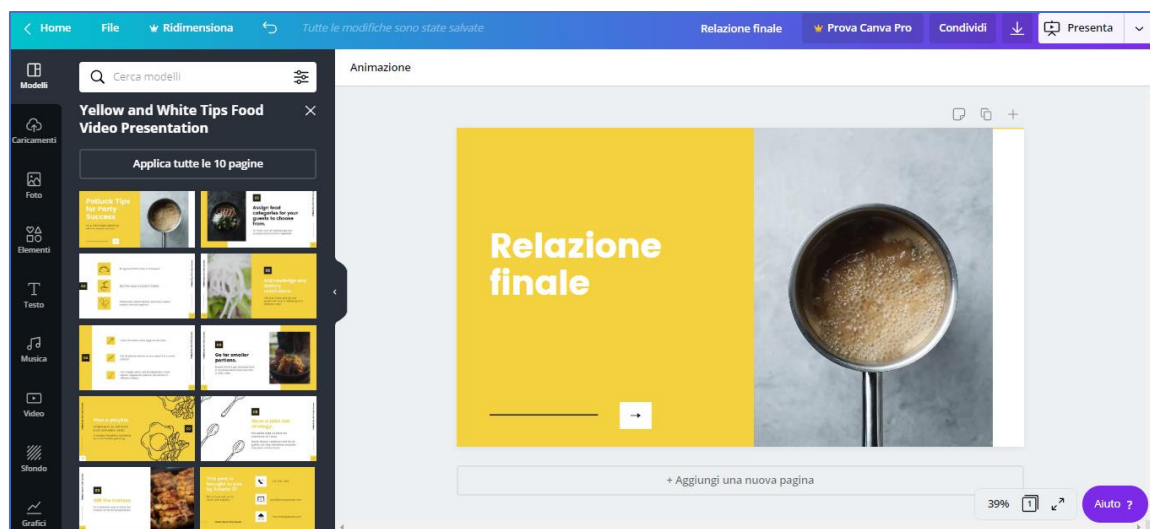 Home
File
Ridimensiona
Tutte le modifiche sono state salvate
Relazione finale
Prova Canva Pro
Condividi
Presenta
Modelli
Caricamenti
Foto
Elementi
Testo
Musica
Video
Sfondo
Grafici
Cerca modelli
Yellow and White Tips Food
Video Presentation
Applica tutte le 10 pagine
Potluck Tips
for Party
Success
Assign food
categories for your
guests to choose
from.
Go for smaller
portions.
Animazione
Relazione
finale
+ Aggiungi una nuova pagina
39%
1
Aiuto ?